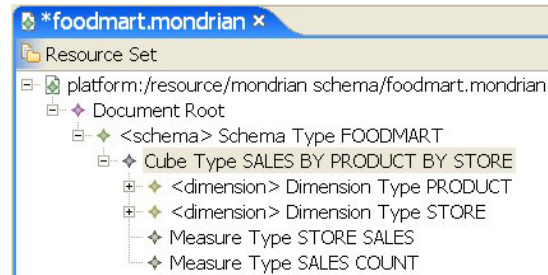 *foodmart.mondrian
Resource Set
platform:/resource/mondrian schema/foodmart.mondrian
Document Root
<schema> Schema Type FOODMART
Cube Type SALES BY PRODUCT BY STORE
<dimension> Dimension Type PRODUCT
<dimension> Dimension Type STORE
Measure Type STORE SALES
Measure Type SALES COUNT